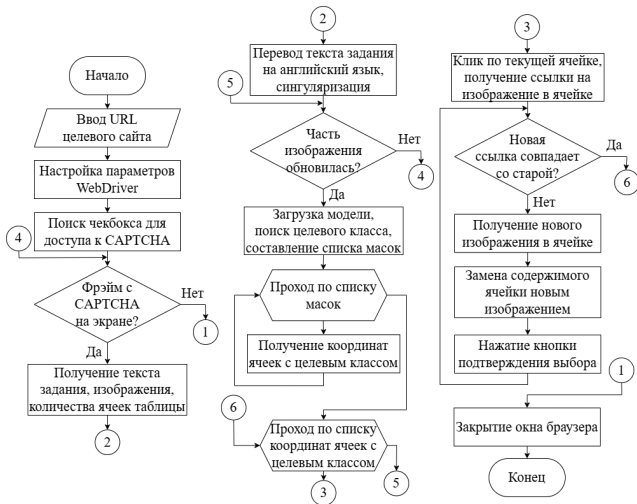 Начало
Ввод URL
целевого сайта
Настройка параметров
WebDriver
Поиск чекбокса для
доступа к CAPTCHA
4
Фрэйм с
CAPTCHA
на экране?
Нет
1
Да
Получение текста
задания, изображения,
количества ячеек таблицы
2
2
Перевод текста задания
на английский язык,
сингуляризация
5
Часть
изображения
обновилась?
Нет
4
Да
Загрузка модели,
поиск целевого класса,
составление списка масок
Проход по списку
масок
Получение координат
ячеек с целевым классом
6
Проход по списку
координат ячеек с
целевым классом
5
3
3
Клик по текущей ячейке,
получение ссылки на
изображение в ячейке
Новая
ссылка совпадает
со старой?
Да
6
Нет
Получение нового
изображения в ячейке
Замена содержимого
ячейки новым
изображением
Нажатие кнопки
подтверждения выбора
1
Закрытие окна браузера
Конец